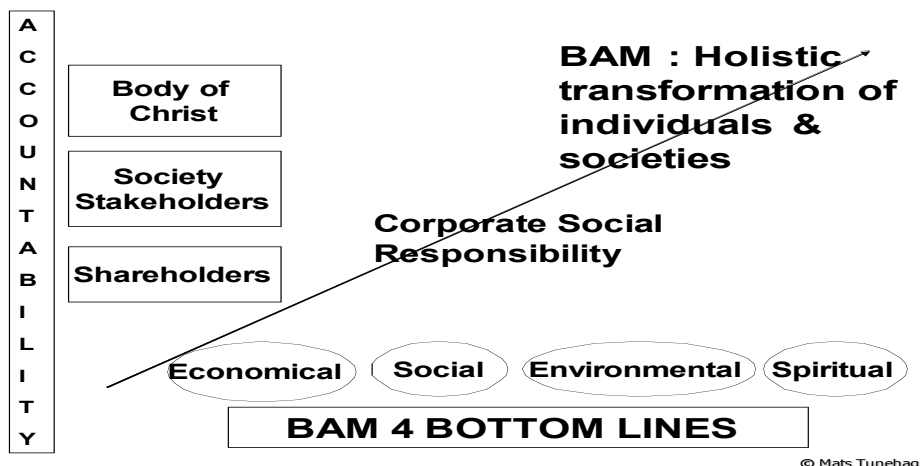 ACCOUNTABILITY
Body of
Christ
Society
Stakeholders
Shareholders
BAM : Holistic
transformation of
individuals &
societies
Corporate Social
Responsibility
Economical
Social
Environmental
Spiritual
BAM 4 BOTTOM LINES
© Mats Tunehag